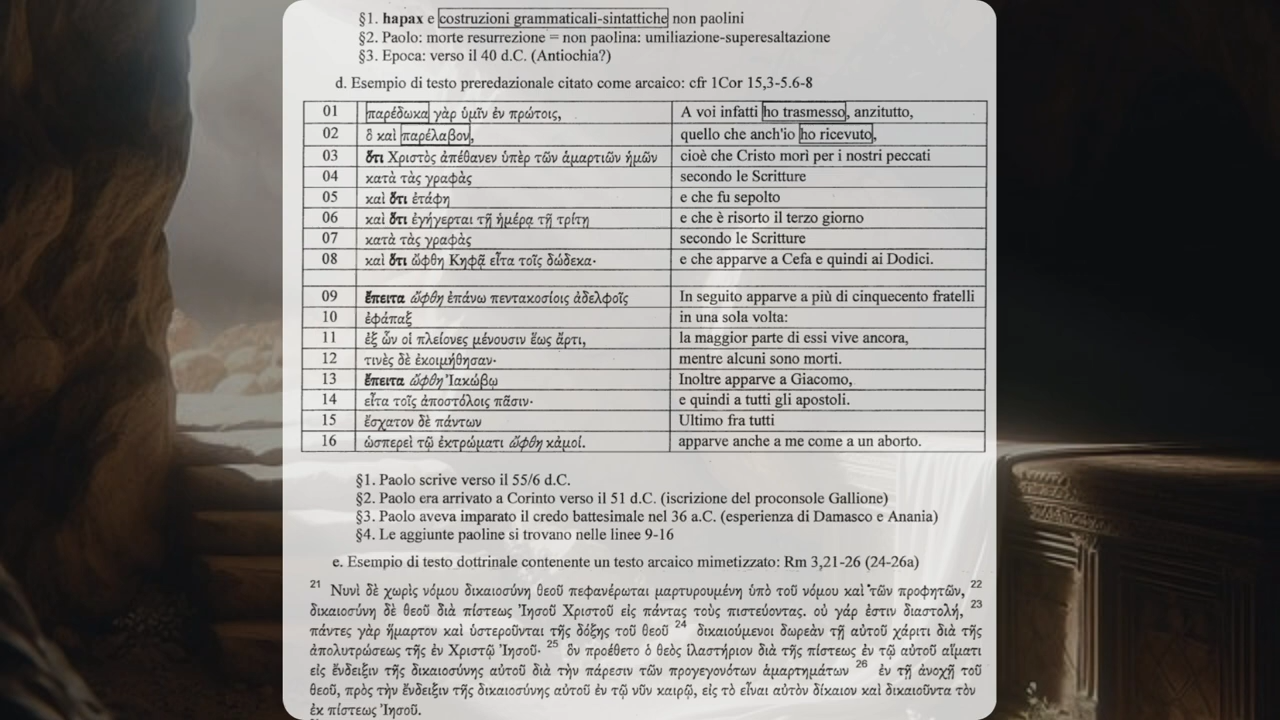 §1. hapax e costruzioni grammaticali-sintattiche non paolini
§2. Paolo: morte resurrezione = non paolina: umiliazione-superesaltazione
§3. Epoca: verso il 40 d.C. (Antiochia?)
d. Esempio di testo preredazionale citato come arcaico: cfr 1Cor 15,3-5.6-8
01 παρέδωκα γὰρ ὑμῖν ἐν πρώτοις, A voi infatti ho trasmesso, anzitutto,
02 ὃ καὶ παρέλαβον, quello che anch'io ho ricevuto,
03 ὅτι Χριστὸς ἀπέθανεν ὑπὲρ τῶν ἁμαρτιῶν ἡμῶν cioè che Cristo morì per i nostri peccati
04 κατὰ τὰς γραφὰς secondo le Scritture
05 καὶ ὅτι ἐτάφη e che fu sepolto
06 καὶ ὅτι ἐγήγερται τῇ ἡμέρᾳ τῇ τρίτῃ e che è risorto il terzo giorno
07 κατὰ τὰς γραφὰς secondo le Scritture
08 καὶ ὅτι ὤφθη Κηφᾷ εἶτα τοῖς δώδεκα· e che apparve a Cefa e quindi ai Dodici.
09 ἔπειτα ὤφθη ἐπάνω πεντακοσίοις ἀδελφοῖς In seguito apparve a più di cinquecento fratelli
10 ἐφάπαξ in una sola volta:
11 ἐξ ὧν οἱ πλείονες μένουσιν ἕως ἄρτι, la maggior parte di essi vive ancora,
12 τινὲς δὲ ἐκοιμήθησαν· mentre alcuni sono morti.
13 ἔπειτα ὤφθη Ἰακώβῳ Inoltre apparve a Giacomo,
14 εἶτα τοῖς ἀποστόλοις πᾶσιν· e quindi a tutti gli apostoli.
15 ἔσχατον δὲ πάντων Ultimo fra tutti
16 ὡσπερεὶ τῷ ἐκτρώματι ὤφθη κἀμοί. apparve anche a me come a un aborto.
§1. Paolo scrive verso il 55/6 d.C.
§2. Paolo era arrivato a Corinto verso il 51 d.C. (iscrizione del proconsole Gallione)
§3. Paolo aveva imparato il credo battesimale nel 36 a.C. (esperienza di Damasco e Anania)
§4. Le aggiunte paoline si trovano nelle linee 9-16
e. Esempio di testo dottrinale contenente un testo arcaico mimetizzato: Rm 3,21-26 (24-26a)
21 Νυνὶ δὲ χωρὶς νόμου δικαιοσύνη θεοῦ πεφανέρωται μαρτυρουμένη ὑπὸ τοῦ νόμου καὶ τῶν προφητῶν, 22
δικαιοσύνη δὲ θεοῦ διὰ πίστεως Ἰησοῦ Χριστοῦ εἰς πάντας τοὺς πιστεύοντας. οὐ γάρ ἐστιν διαστολή, 23
πάντες γὰρ ἥμαρτον καὶ ὑστεροῦνται τῆς δόξης τοῦ θεοῦ 24 δικαιούμενοι δωρεὰν τῇ αὐτοῦ χάριτι διὰ τῆς
ἀπολυτρώσεως τῆς ἐν Χριστῷ Ἰησοῦ· 25 ὃν προέθετο ὁ θεὸς ἱλαστήριον διὰ τῆς πίστεως ἐν τῷ αὐτοῦ αἵματι
εἰς ἔνδειξιν τῆς δικαιοσύνης αὐτοῦ διὰ τὴν πάρεσιν τῶν προγεγονότων ἁμαρτημάτων 26 ἐν τῇ ἀνοχῇ τοῦ
θεοῦ, πρὸς τὴν ἔνδειξιν τῆς δικαιοσύνης αὐτοῦ ἐν τῷ νῦν καιρῷ, εἰς τὸ εἶναι αὐτὸν δίκαιον καὶ δικαιοῦντα τὸν
ἐκ πίστεως Ἰησοῦ.